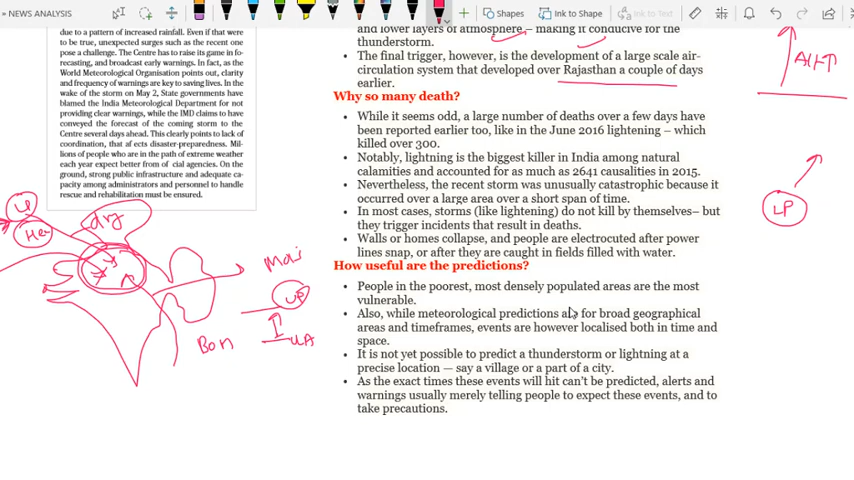 ▸ NEWS ANALYSIS
Shapes
Ink to Shape
Ink to Text
due to a pattern of increased rainfall. Even if that were
to be true, unexpected surges such as the recent one
pose a challenge. The Centre has to raise its game in fo-
recasting, and broadcast early warnings. In fact, as the
World Meteorological Organisation points out, clarity
and frequency of warnings are key to saving lives. In the
wake of the storm on May 2, State governments have
blamed the India Meteorological Department for not
providing clear warnings, while the IMD claims to have
conveyed the forecast of the coming storm to the
Centre several days ahead. This clearly points to lack of
coordination, that af ects disaster-preparedness. Mil-
lions of people who are in the path of extreme weather
each year expect better from of cial agencies. On the
ground, strong public infrastructure and adequate ca-
pacity among administrators and personnel to handle
rescue and rehabilitation must be ensured.
and lower layers of atmosphere – making it conducive for the
thunderstorm.
• The final trigger, however, is the development of a large scale air-
circulation system that developed over Rajasthan a couple of days
earlier.
Why so many death?
• While it seems odd, a large number of deaths over a few days have
been reported earlier too, like in the June 2016 lightening – which
killed over 300.
• Notably, lightning is the biggest killer in India among natural
calamities and accounted for as much as 2641 causalities in 2015.
• Nevertheless, the recent storm was unusually catastrophic because it
occurred over a large area over a short span of time.
• In most cases, storms (like lightening) do not kill by themselves– but
they trigger incidents that result in deaths.
• Walls or homes collapse, and people are electrocuted after power
lines snap, or after they are caught in fields filled with water.
How useful are the predictions?
• People in the poorest, most densely populated areas are the most
vulnerable.
• Also, while meteorological predictions are for broad geographical
areas and timeframes, events are however localised both in time and
space.
• It is not yet possible to predict a thunderstorm or lightning at a
precise location — say a village or a part of a city.
• As the exact times these events will hit can't be predicted, alerts and
warnings usually merely telling people to expect these events, and to
take precautions.
dry
LP